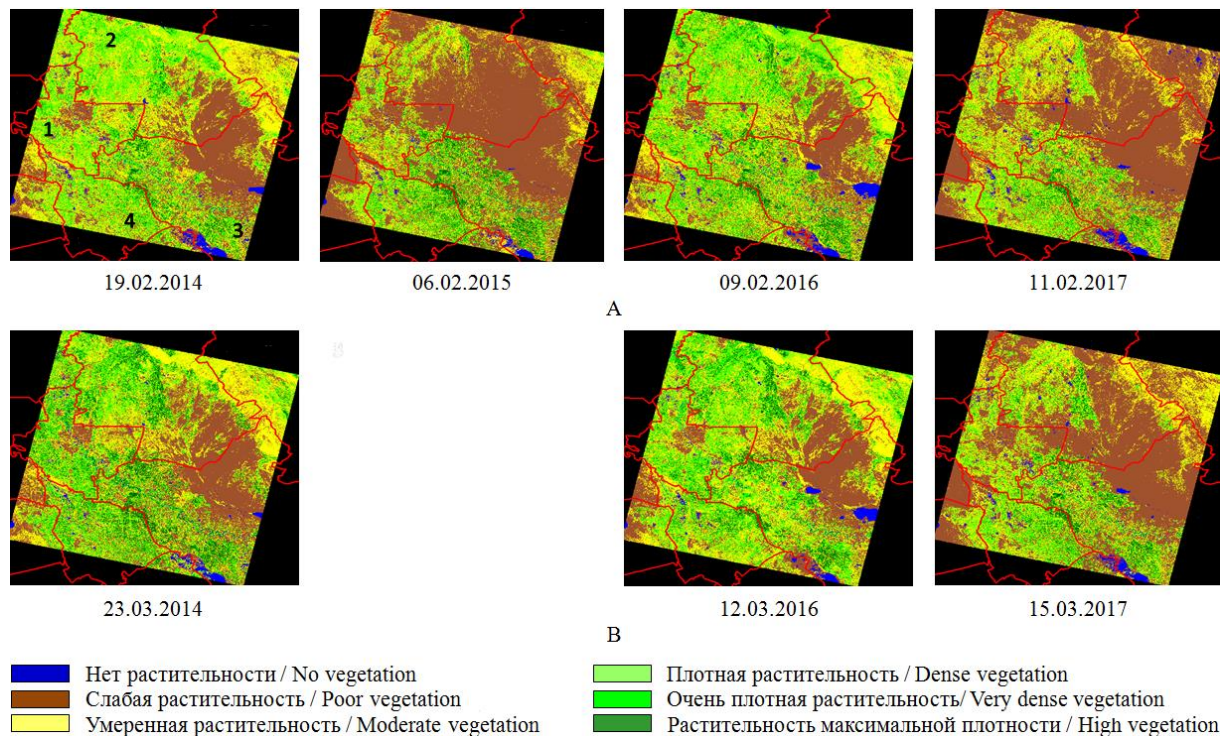 2
1
4
3
19.02.2014 06.02.2015 09.02.2016 11.02.2017
A
23.03.2014 12.03.2016 15.03.2017
B
Нет растительности / No vegetation
Слабая растительность / Poor vegetation
Умеренная растительность / Moderate vegetation
Плотная растительность / Dense vegetation
Очень плотная растительность/ Very dense vegetation
Растительность максимальной плотности / High vegetation